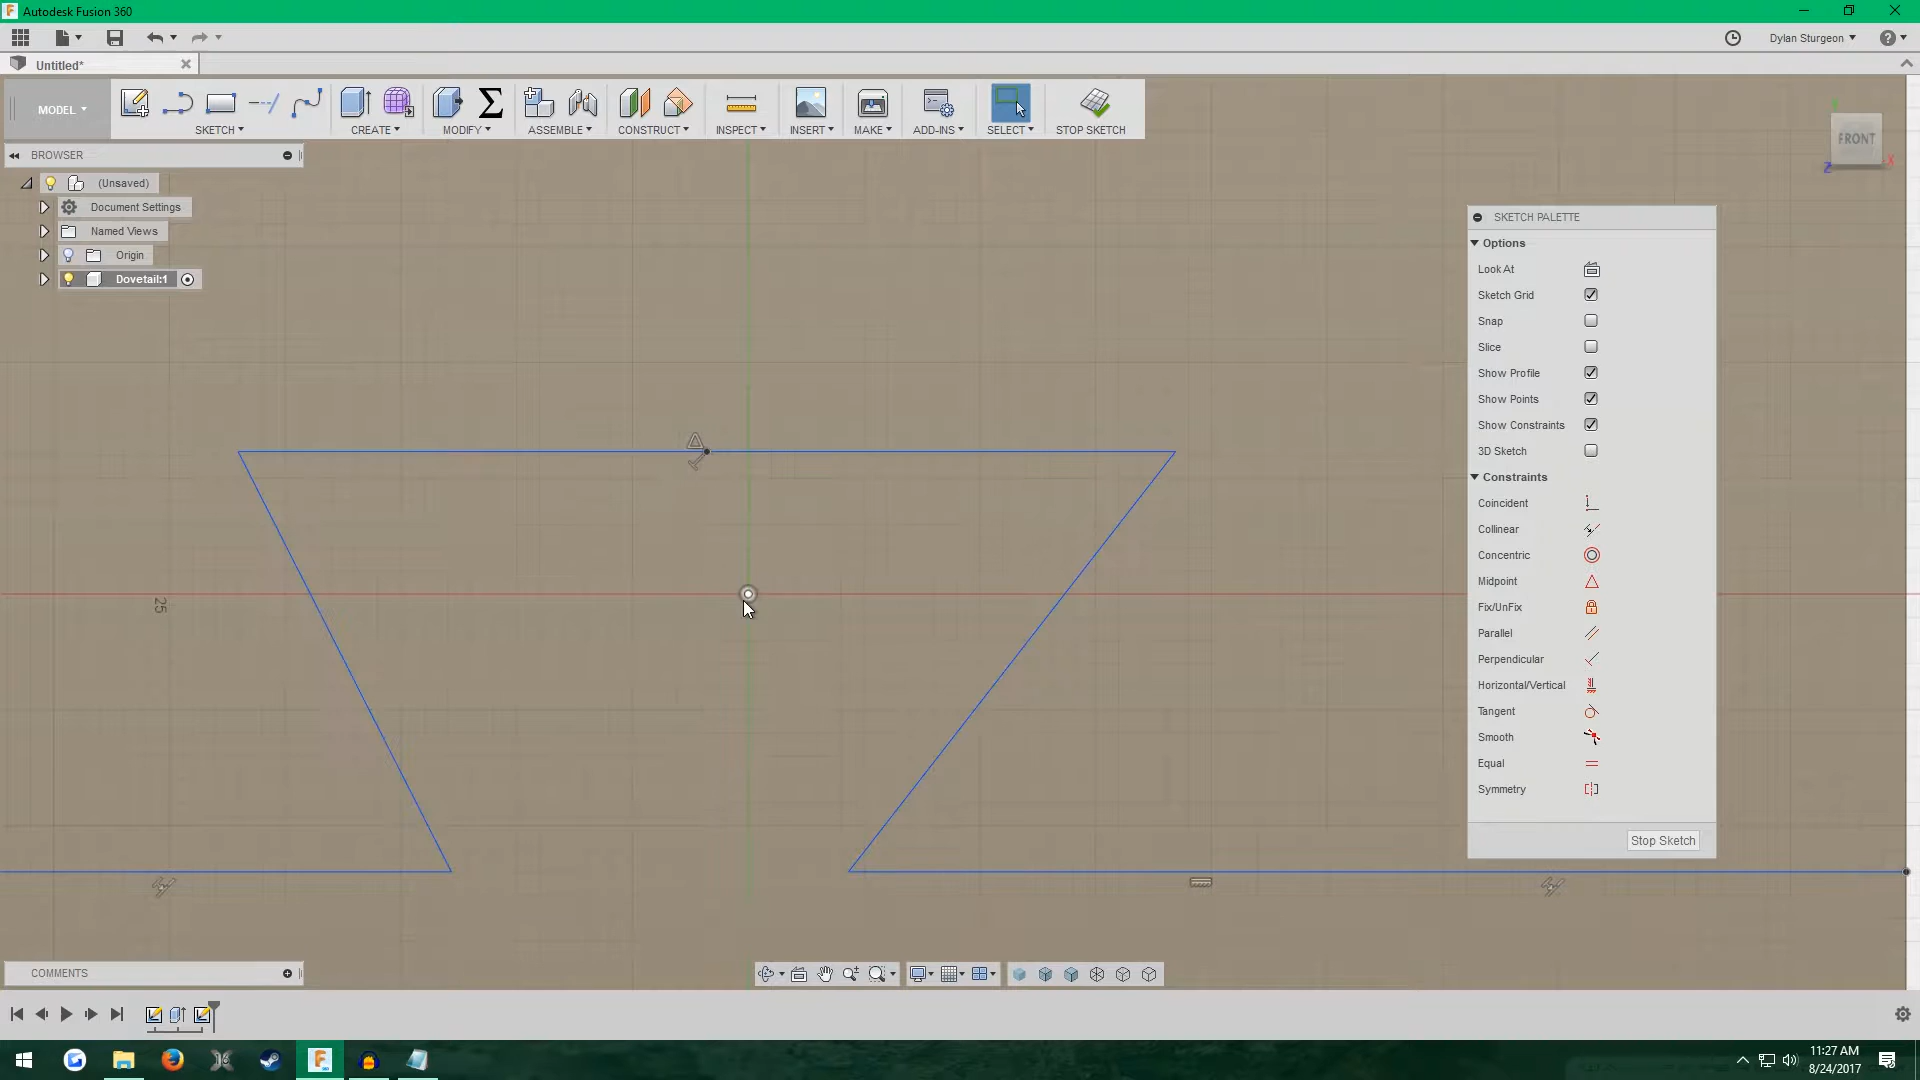 Autodesk Fusion 360
Dylan Sturgeon
Untitled*
MODEL
SKETCH
CREATE
MODIFY
ASSEMBLE
CONSTRUCT
INSPECT
INSERT
MAKE
ADD-INS
SELECT
STOP SKETCH
FRONT
X
Z
BROWSER
(Unsaved)
Document Settings
Named Views
Origin
Dovetail:1
SKETCH PALETTE
Options
Look At
Sketch Grid
Snap
Slice
Show Profile
Show Points
Show Constraints
3D Sketch
Constraints
Coincident
Collinear
Concentric
Midpoint
Fix/UnFix
Parallel
Perpendicular
Horizontal/Vertical
Tangent
Smooth
Equal
Symmetry
Stop Sketch
25
COMMENTS
11:27 AM
8/24/2017